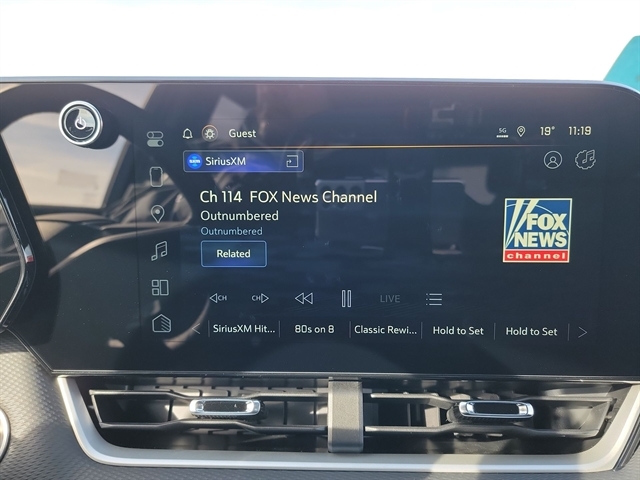 5G
19°
11:19
Guest
SiriusXM
Ch 114 FOX News Channel
Outnumbered
Outnumbered
Related
FOX
NEWS
channel
CH
CH
LIVE
SiriusXM Hit...
80s on 8
Classic Rewi...
Hold to Set
Hold to Set